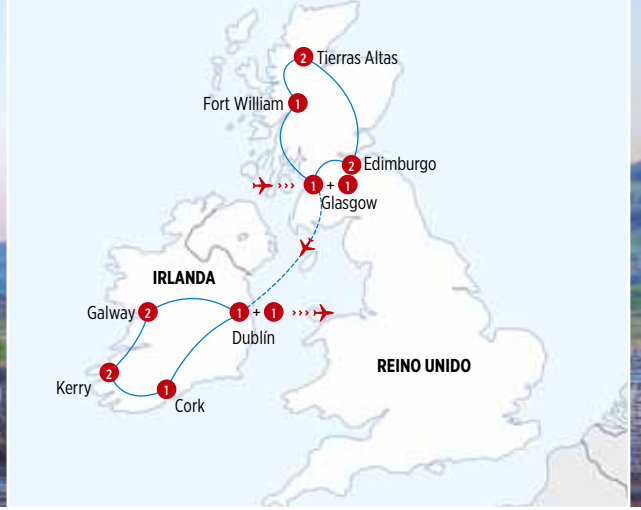 2 Tierras Altas
Fort William 1
2 Edimburgo
1 + 1
Glasgow
IRLANDA
Galway 2
1 + 1
Dublín
REINO UNIDO
2
Kerry
1
Cork